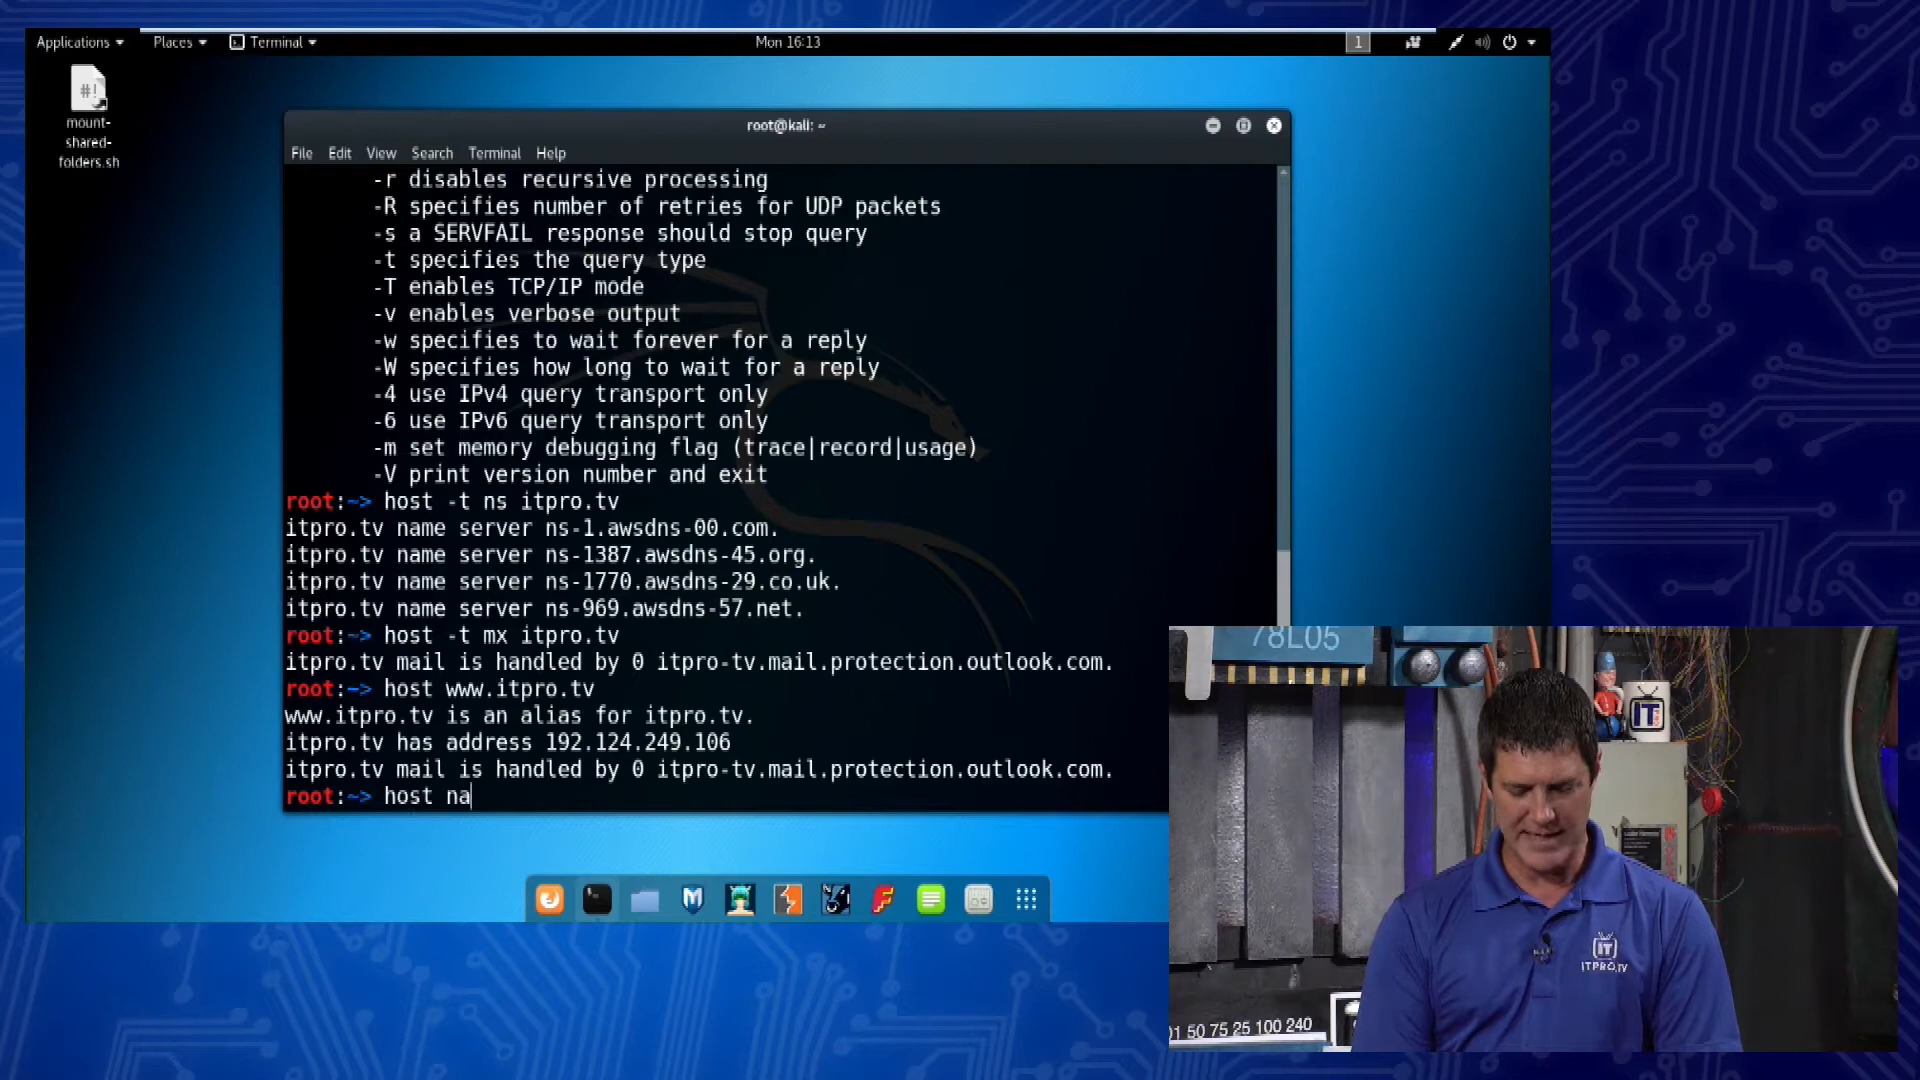 Applications
Places
Terminal
Mon 16:13
1
#!
mount-
shared-
folders.sh
root@kali: ~
File Edit View Search Terminal Help
-r disables recursive processing
-R specifies number of retries for UDP packets
-s a SERVFAIL response should stop query
-t specifies the query type
-T enables TCP/IP mode
-v enables verbose output
-w specifies to wait forever for a reply
-W specifies how long to wait for a reply
-4 use IPv4 query transport only
-6 use IPv6 query transport only
-m set memory debugging flag (trace|record|usage)
-V print version number and exit
root:~> host -t ns itpro.tv
itpro.tv name server ns-1.awsdns-00.com.
itpro.tv name server ns-1387.awsdns-45.org.
itpro.tv name server ns-1770.awsdns-29.co.uk.
itpro.tv name server ns-969.awsdns-57.net.
root:~> host -t mx itpro.tv
itpro.tv mail is handled by 0 itpro-tv.mail.protection.outlook.com.
root:~> host www.itpro.tv
www.itpro.tv is an alias for itpro.tv.
itpro.tv has address 192.124.249.106
itpro.tv mail is handled by 0 itpro-tv.mail.protection.outlook.com.
root:~> host na
78L05
IT
IT
ITPRO.TV
50 75 25 100 240